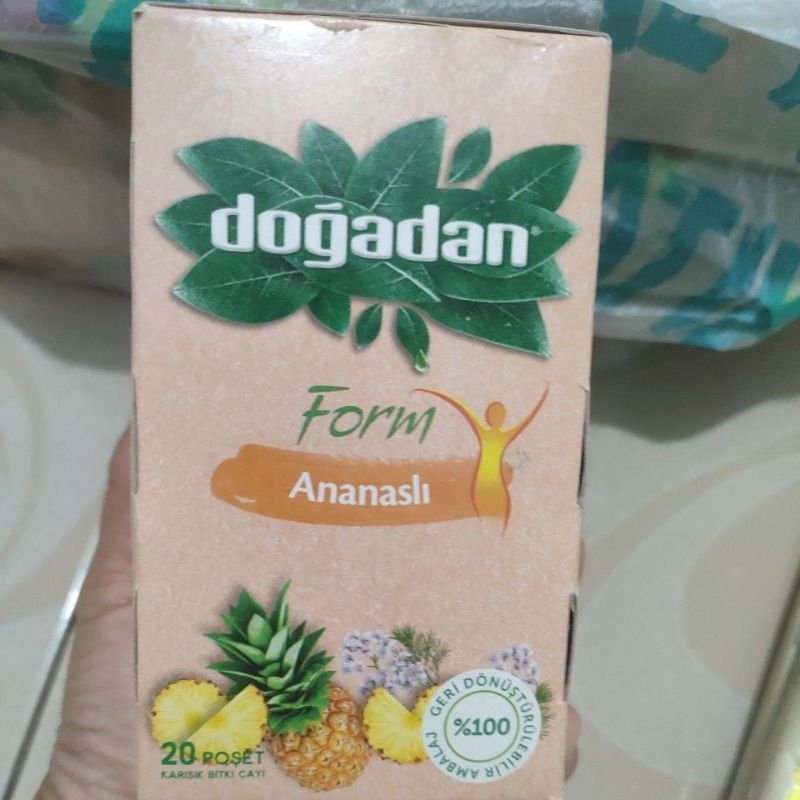 doğadan®
Form
Ananaslı
20 POŞET
KARIŞIK BİTKİ ÇAYI
GERİ DÖNÜŞTÜRÜLEBİLİR AMBALAJ
%100